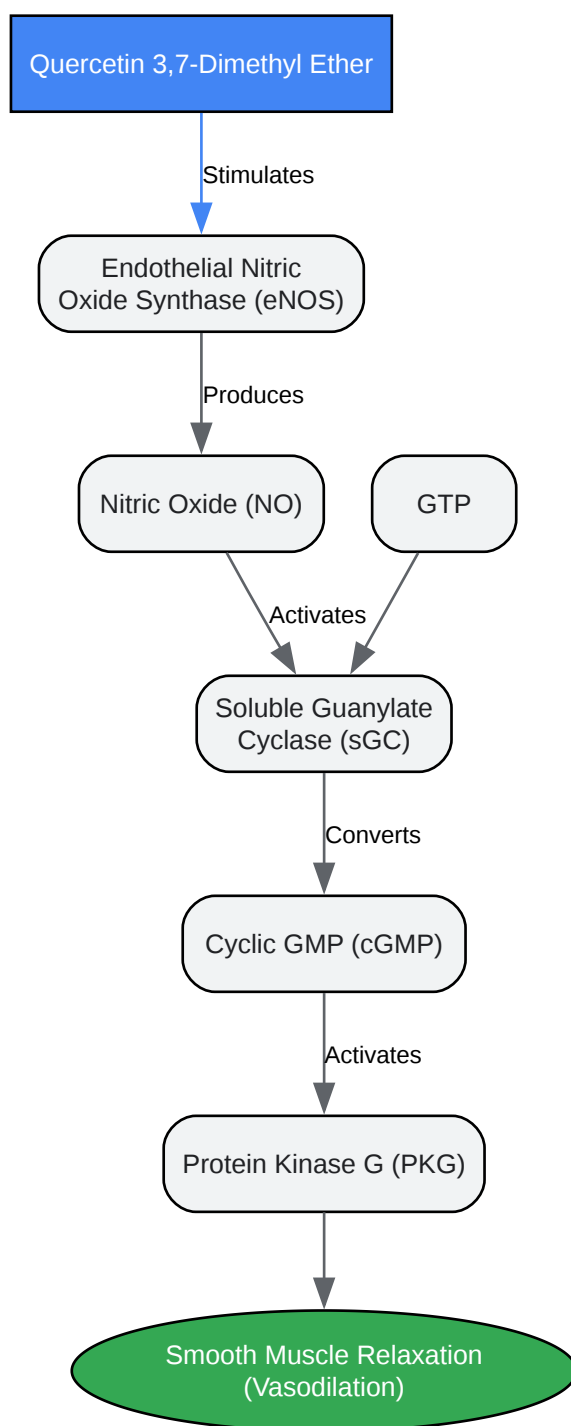 Quercetin 3,7-Dimethyl Ether
Stimulates
Endothelial Nitric
Oxide Synthase (eNOS)
Produces
Nitric Oxide (NO)
GTP
Activates
Soluble Guanylate
Cyclase (sGC)
Converts
Cyclic GMP (cGMP)
Activates
Protein Kinase G (PKG)
Smooth Muscle Relaxation
(Vasodilation)